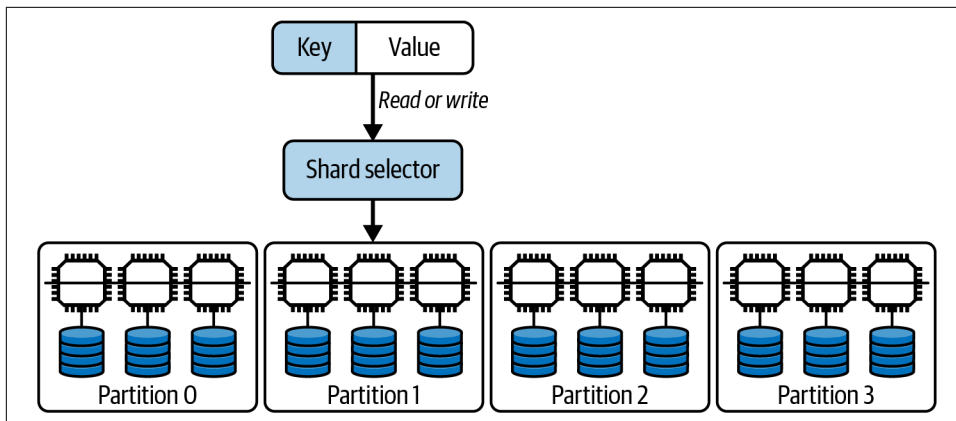 Key Value
Read or write
Shard selector
Partition 0 Partition 1 Partition 2 Partition 3